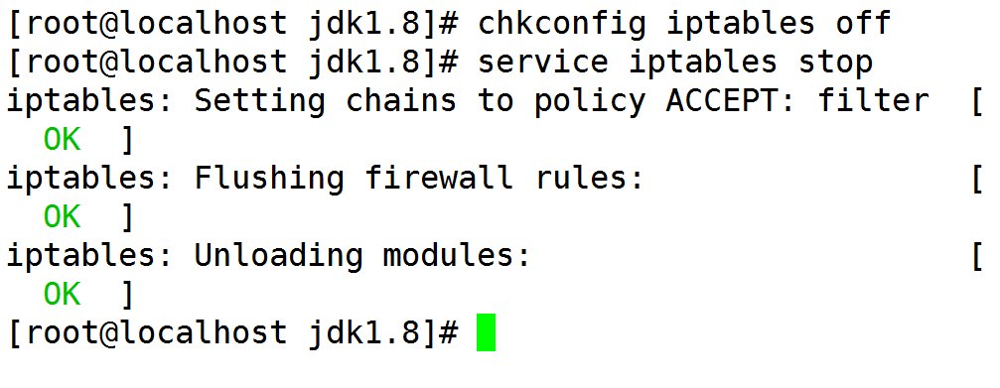 [root@localhost jdk1.8]# chkconfig iptables off
[root@localhost jdk1.8]# service iptables stop
iptables: Setting chains to policy ACCEPT: filter  [
  OK  ]
iptables: Flushing firewall rules:                 [
  OK  ]
iptables: Unloading modules:                       [
  OK  ]
[root@localhost jdk1.8]#